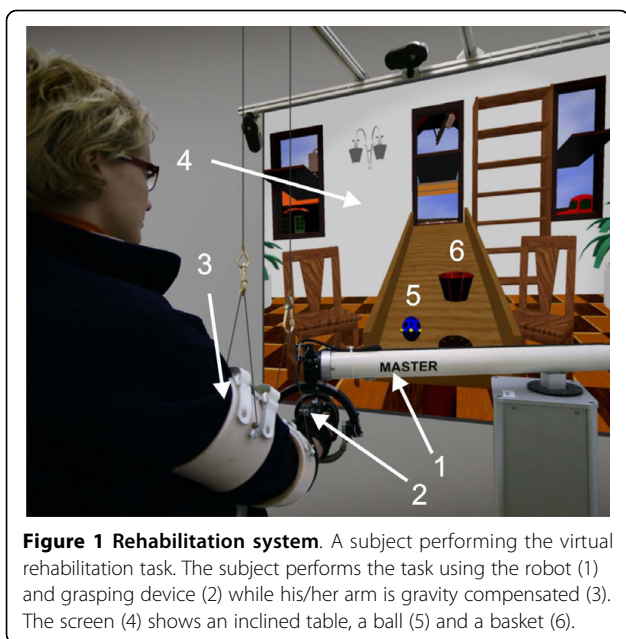 4
6
3
5
MASTER
1
2
Figure 1 Rehabilitation system. A subject performing the virtual
rehabilitation task. The subject performs the task using the robot (1)
and grasping device (2) while his/her arm is gravity compensated (3).
The screen (4) shows an inclined table, a ball (5) and a basket (6).